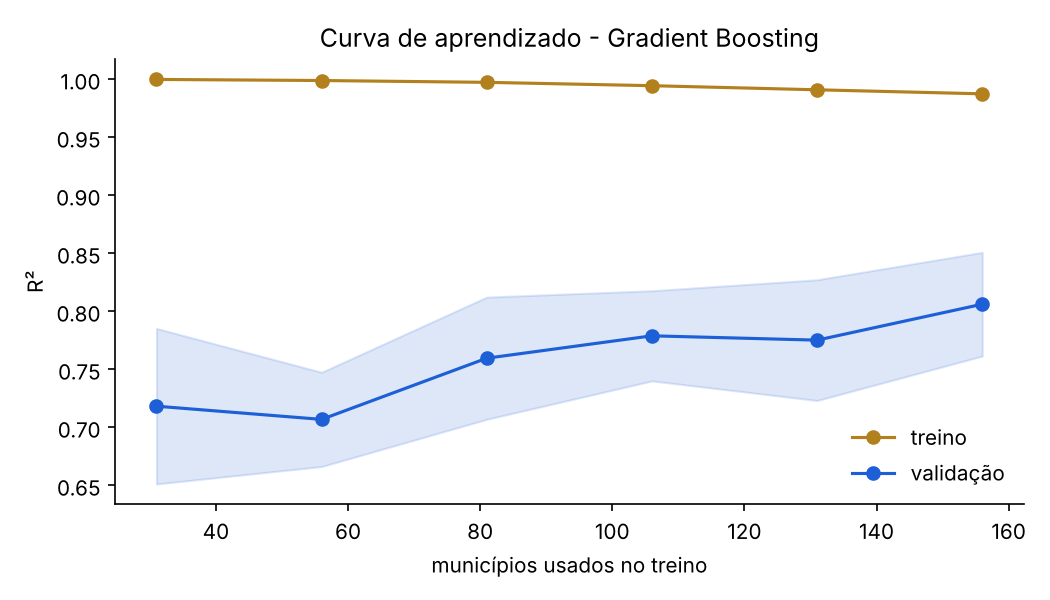 Curva de aprendizado - Gradient Boosting
1.00
0.95
0.90
0.85
0.80
0.75
0.70
0.65
R²
treino
validação
40 60 80 100 120 140 160
municípios usados no treino